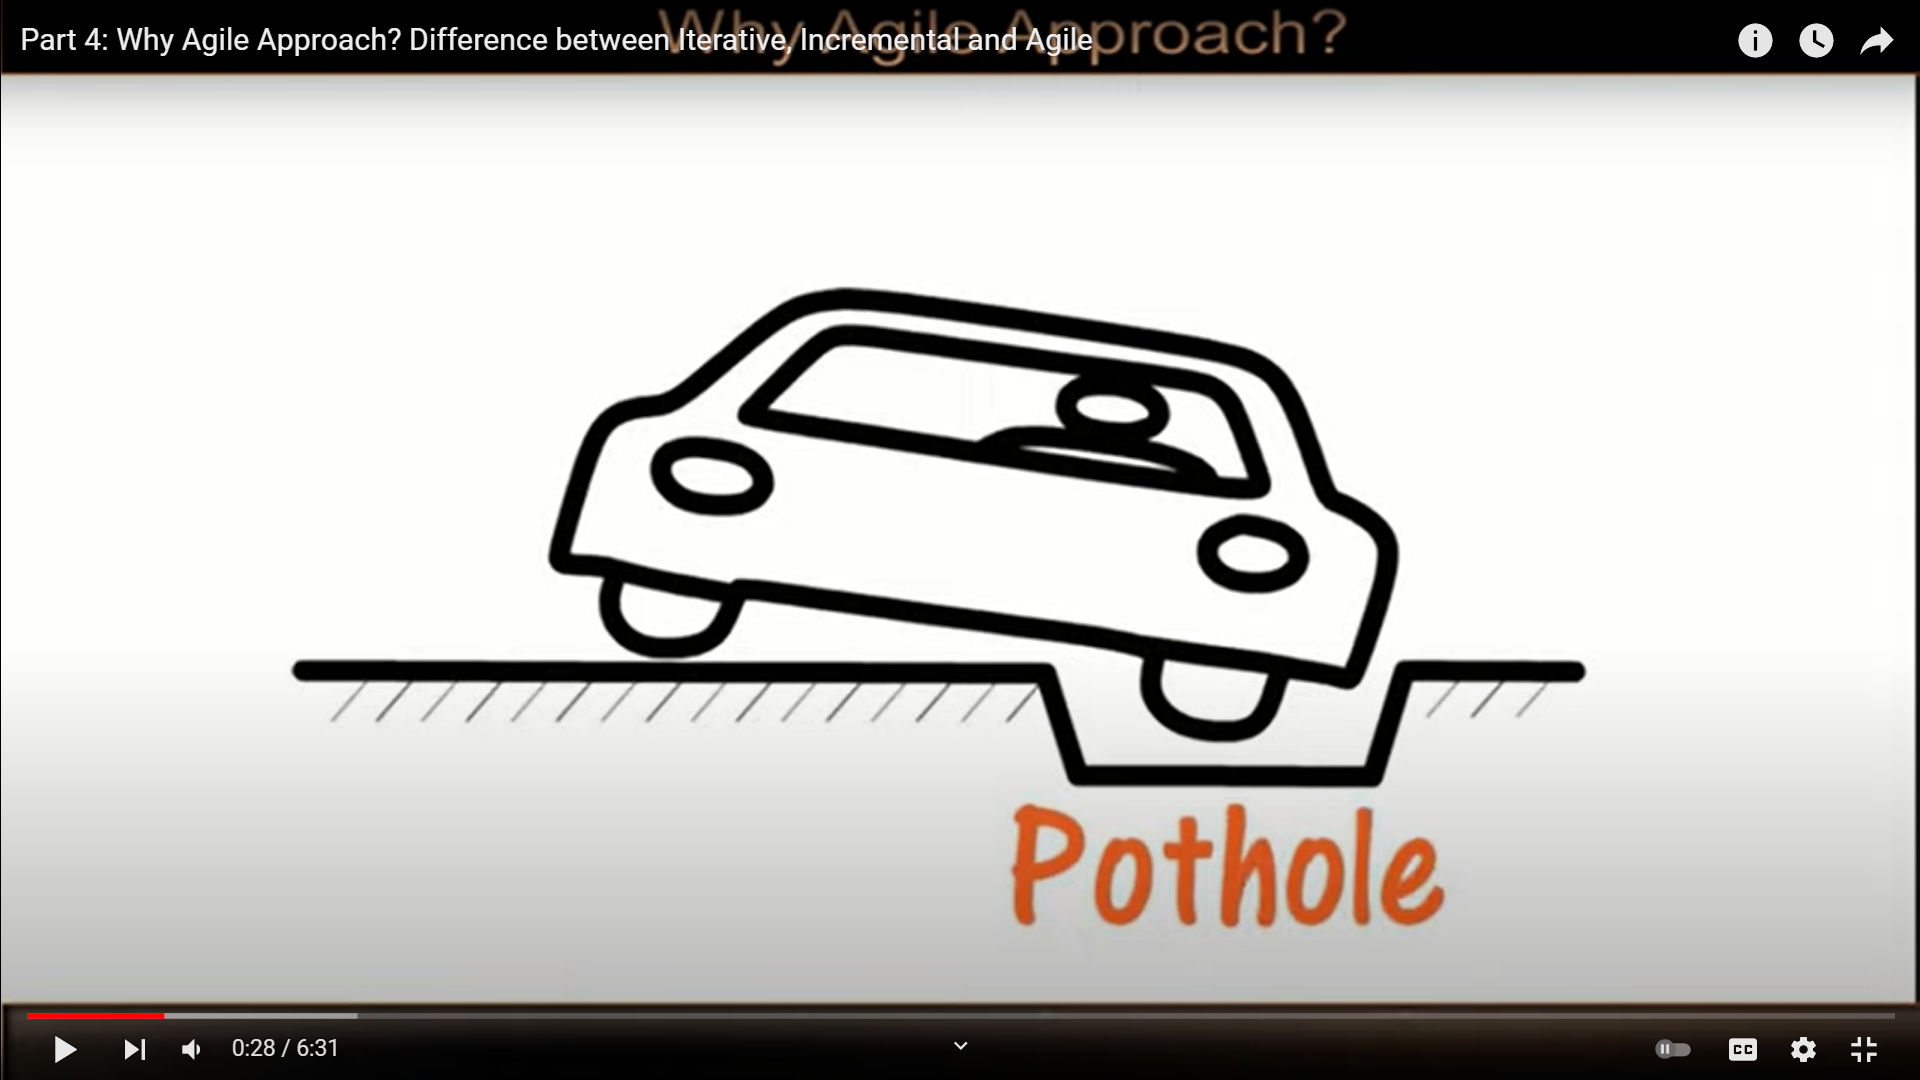 Why Agile Approach?
Part 4: Why Agile Approach? Difference between Iterative, Incremental and Agile
Pothole
0:28 / 6:31
CC